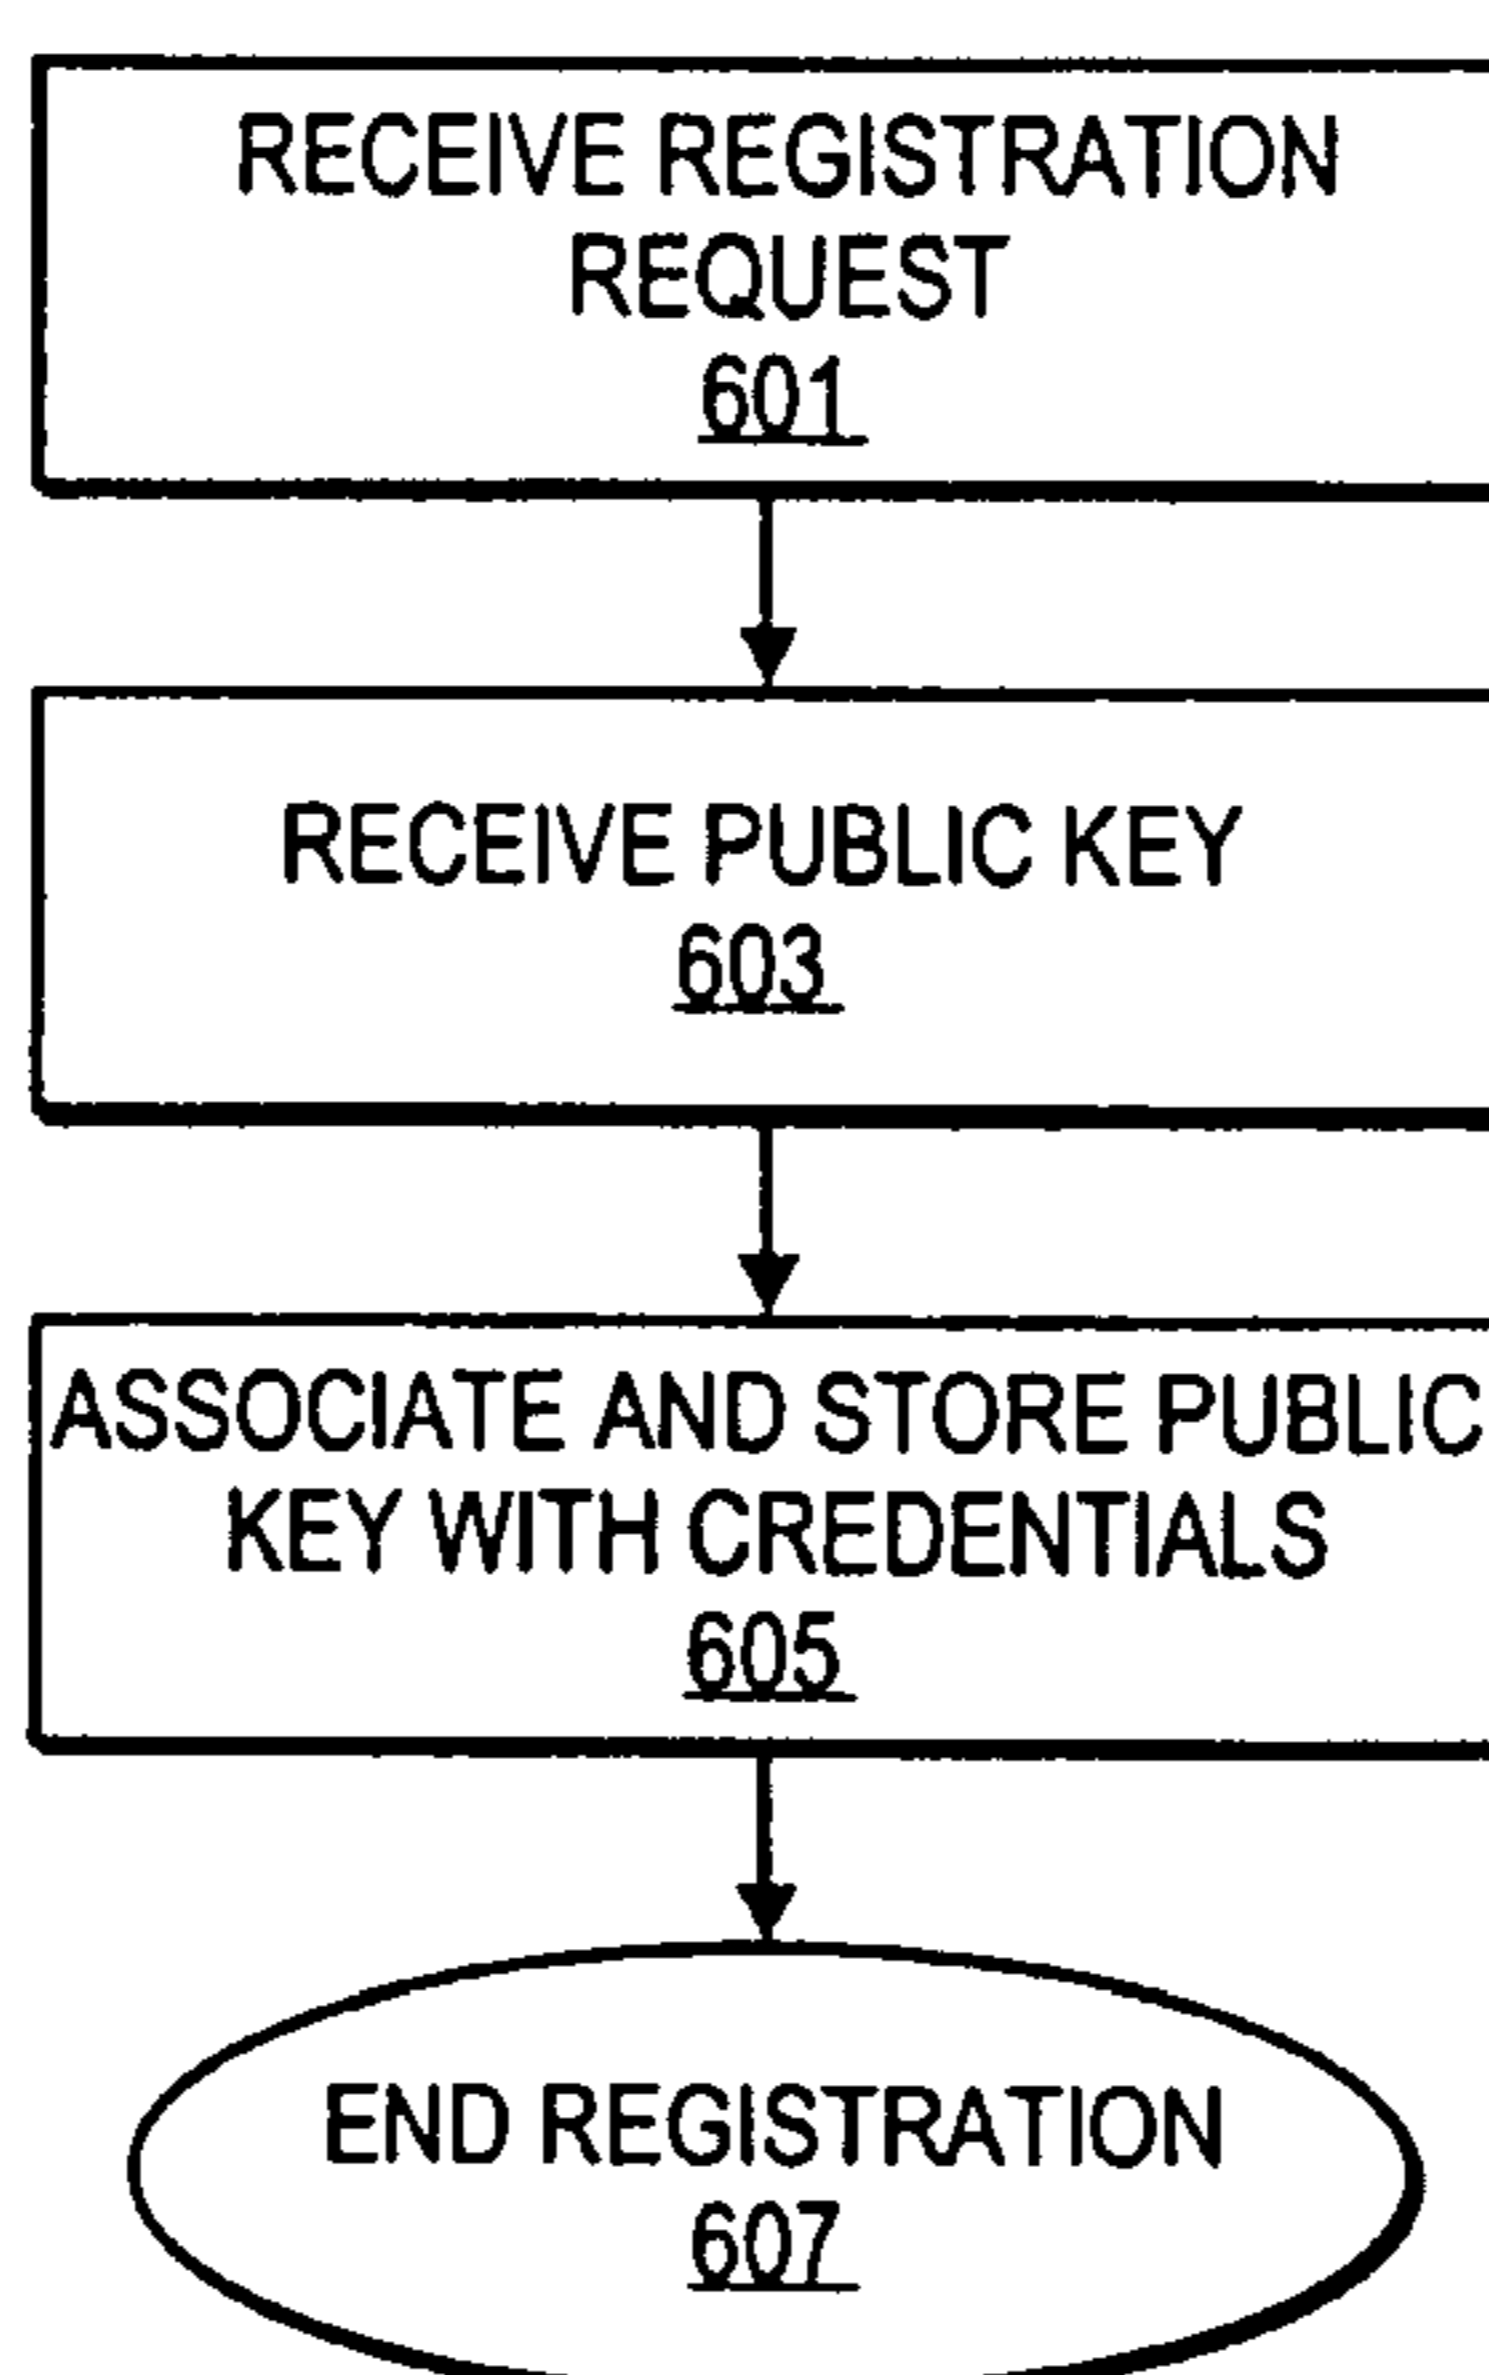 RECEIVE REGISTRATION
REQUEST
601
RECEIVE PUBLIC KEY
603
ASSOCIATE AND STORE PUBLIC
KEY WITH CREDENTIALS
605
END REGISTRATION
607